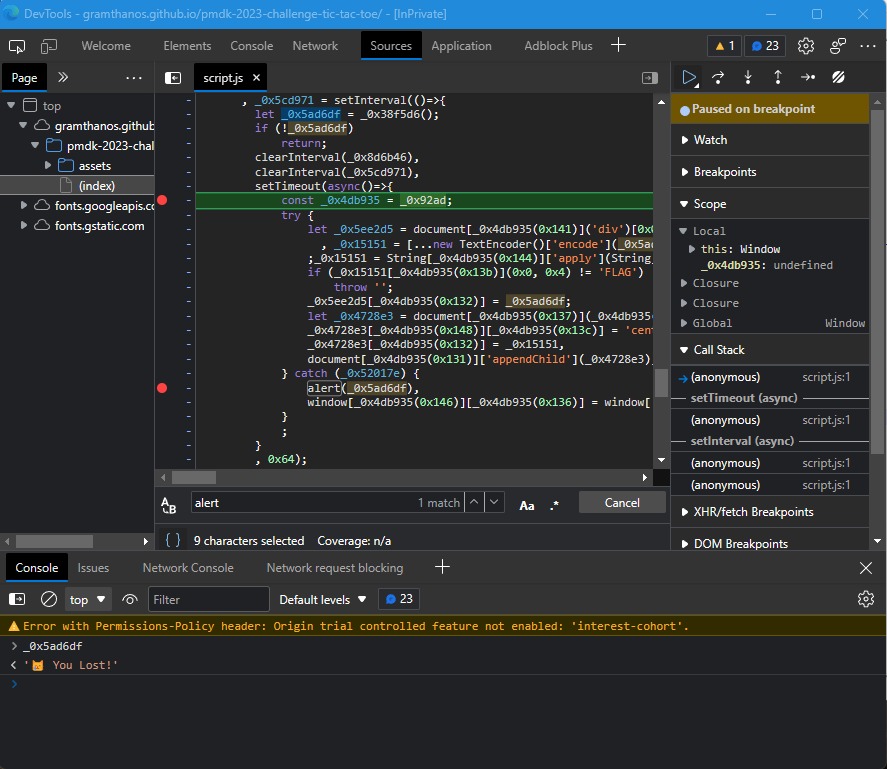 DevTools - gramthanos.github.io/pmdk-2023-challenge-tic-tac-toe/ - [InPrivate]
Welcome Elements Console Network Sources Application Adblock Plus 1 23
Page script.js
top
gramthanos.github
pmdk-2023-chal
assets
(index)
fonts.googleapis.co
fonts.gstatic.com
, _0x5cd971 = setInterval(()=>{
let _0x5ad6df = _0x38f5d6();
if (!_0x5ad6df)
return;
clearInterval(_0x8d6b46),
clearInterval(_0x5cd971),
setTimeout(async()=>{
const _0x4db935 = _0x92ad;
try {
let _0x5ee2d5 = document[_0x4db935(0x141)]('div')[0x0
, _0x15151 = [...new TextEncoder()['encode'](_0x5ad
;_0x15151 = String[_0x4db935(0x144)]['apply'](String,
if (_0x15151[_0x4db935(0x13b)](0x0, 0x4) != 'FLAG')
throw '';
_0x5ee2d5[_0x4db935(0x132)] = _0x5ad6df;
let _0x4728e3 = document[_0x4db935(0x137)](_0x4db935(
_0x4728e3[_0x4db935(0x148)][_0x4db935(0x13c)] = 'cent
_0x4728e3[_0x4db935(0x132)] = _0x15151,
document[_0x4db935(0x131)]['appendChild'](_0x4728e3)
} catch (_0x52017e) {
alert(_0x5ad6df),
window[_0x4db935(0x146)][_0x4db935(0x136)] = window[
}
;
}
, 0x64);
alert 1 match Aa .* Cancel
{ } 9 characters selected Coverage: n/a
Paused on breakpoint
Watch
Breakpoints
Scope
Local
this: Window
_0x4db935: undefined
Closure
Closure
Global Window
Call Stack
(anonymous) script.js:1
setTimeout (async)
(anonymous) script.js:1
setInterval (async)
(anonymous) script.js:1
(anonymous) script.js:1
XHR/fetch Breakpoints
DOM Breakpoints
Console Issues Network Console Network request blocking
top Filter Default levels 23
Error with Permissions-Policy header: Origin trial controlled feature not enabled: 'interest-cohort'.
> _0x5ad6df
< '😺 You Lost!'
>